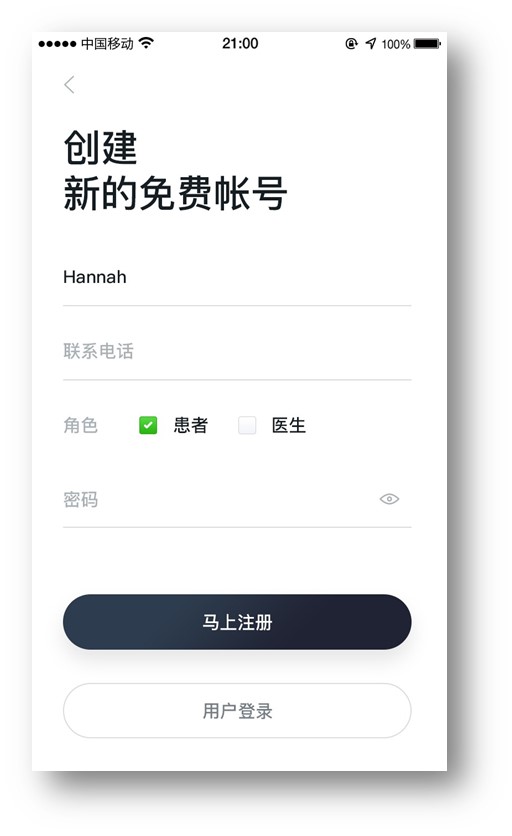 中国移动 21:00 100%
创建
新的免费帐号
Hannah
联系电话
角色 患者 医生
密码
马上注册
用户登录